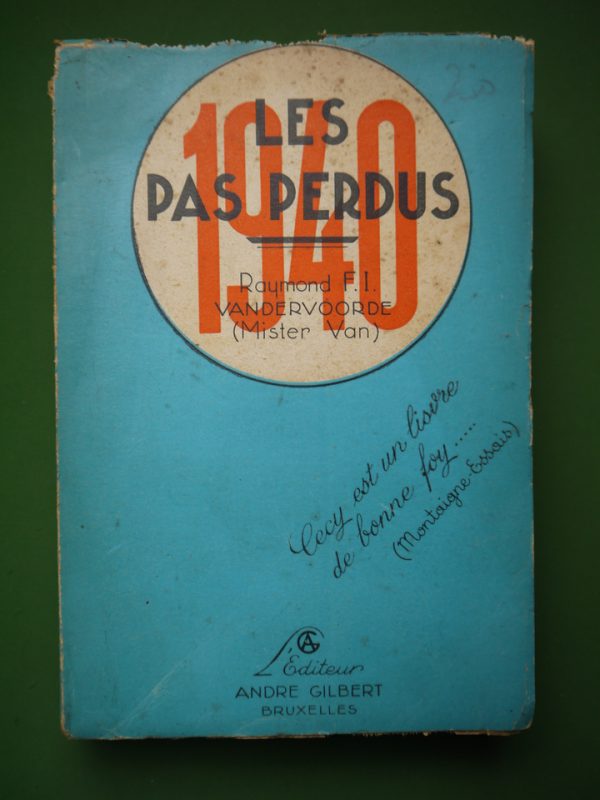 1940
LES
PAS PERDUS
Raymond F.I.
VANDERVOORDE
(Mister Van)
Cecy est un livre
de bonne foy.....
(Montaigne-Essais)
L'Editeur
ANDRE GILBERT
BRUXELLES